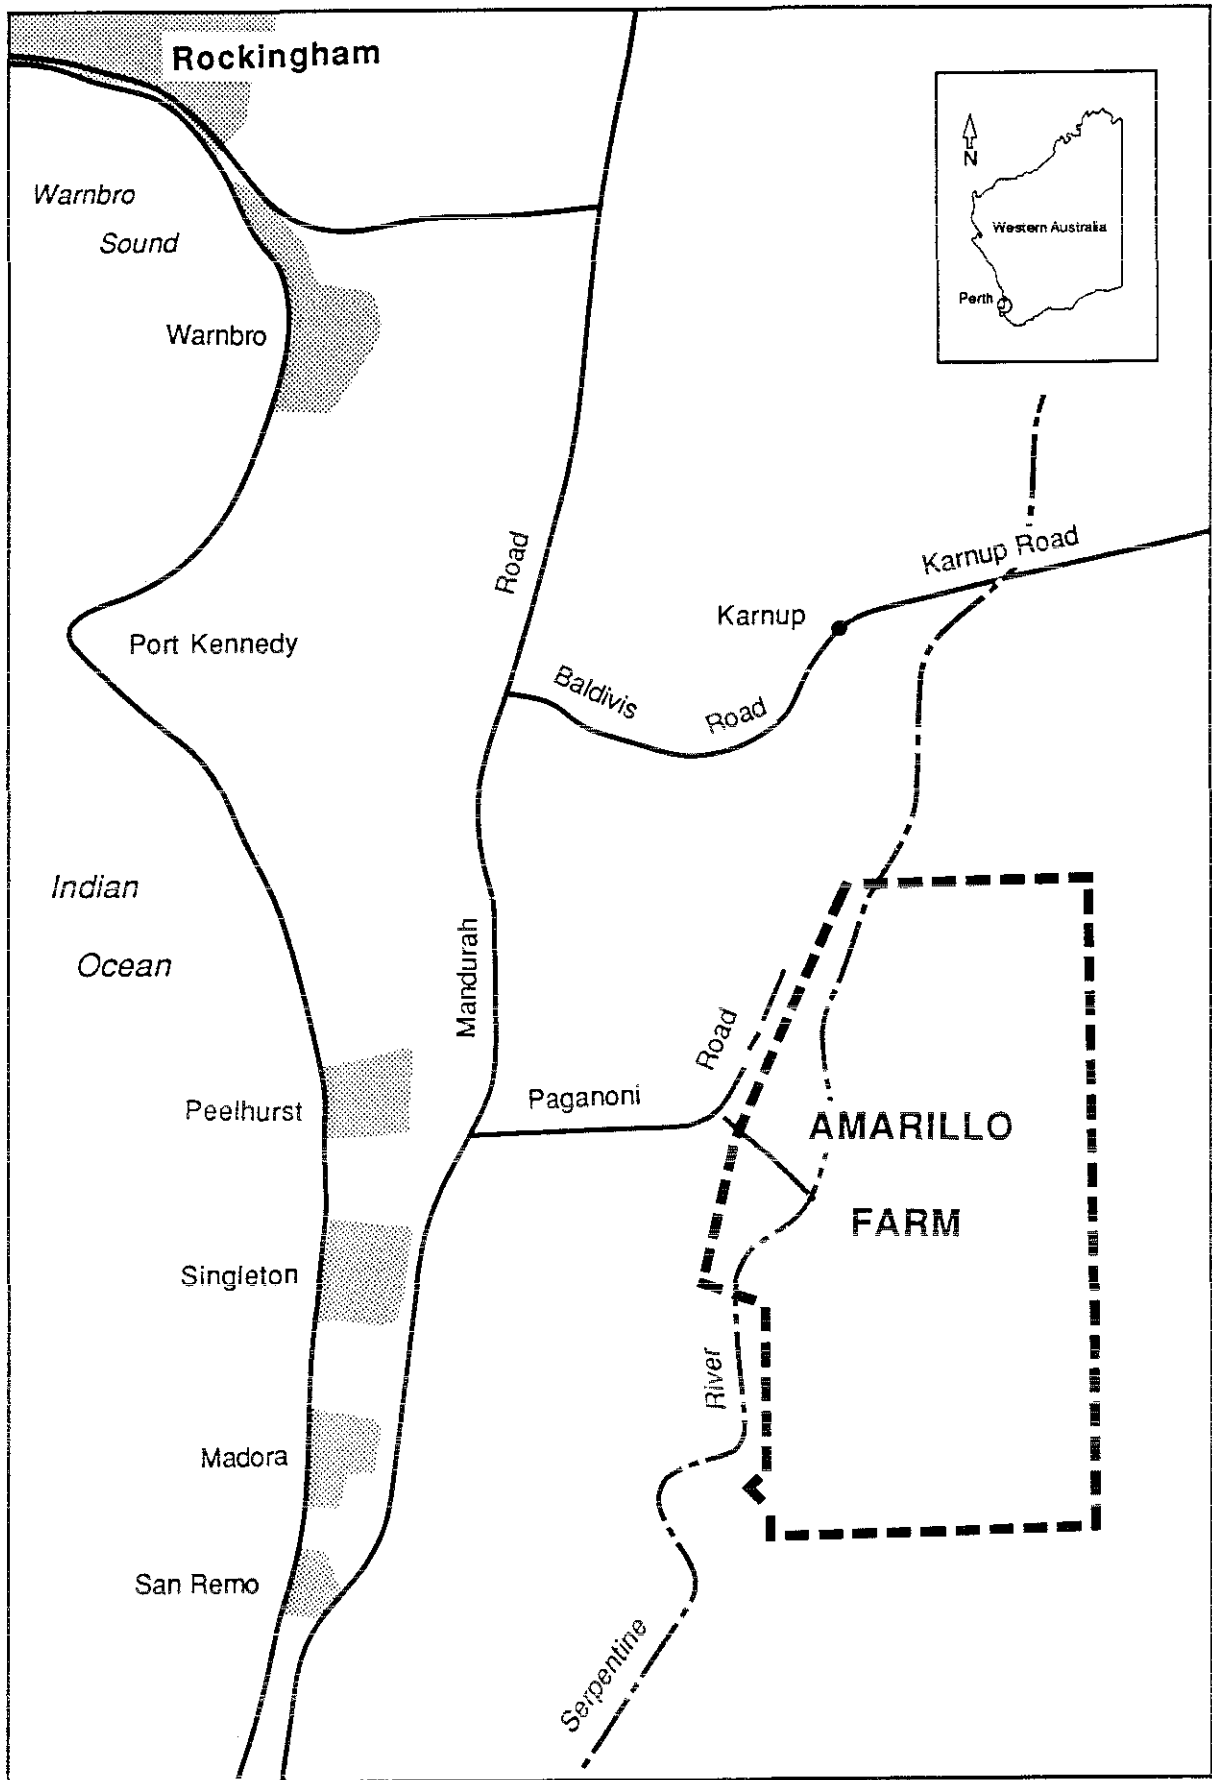 Rockingham
Warnbro
Sound
N
Western Australia
Perth
Warnbro
Road
Karnup Road
Karnup
Port Kennedy
Baldivis
Road
Indian
Ocean
Mandurah
Road
Paganoni
Peelhurst
AMARILLO
FARM
Singleton
River
Madora
San Remo
Serpentine